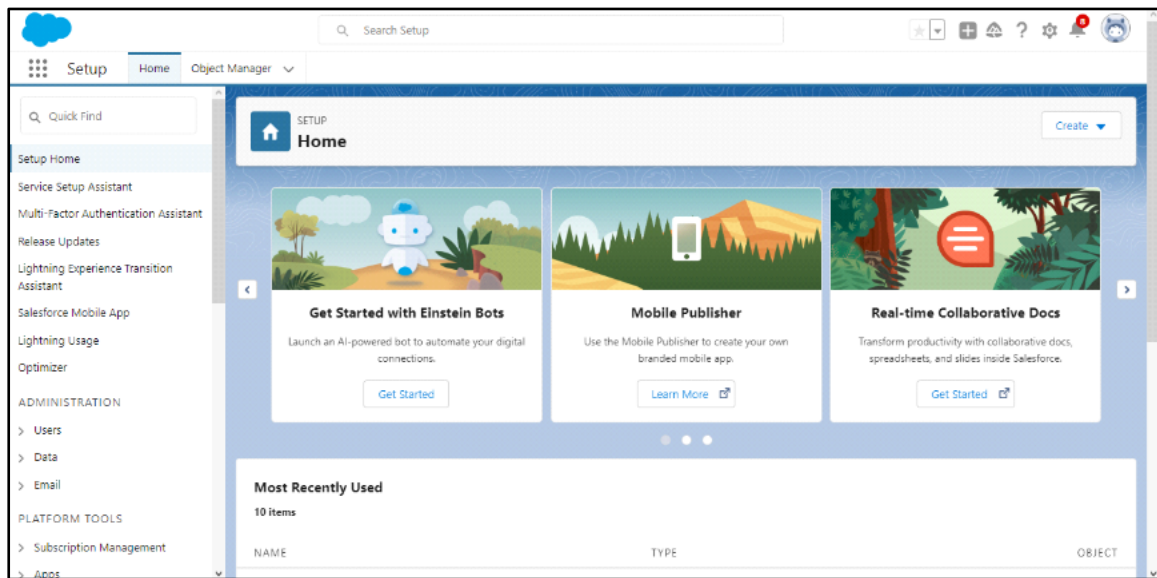 Search Setup
8
Setup
Home
Object Manager
Quick Find
Setup Home
Service Setup Assistant
Multi-Factor Authentication Assistant
Release Updates
Lightning Experience Transition
Assistant
Salesforce Mobile App
Lightning Usage
Optimizer
ADMINISTRATION
Users
Data
Email
PLATFORM TOOLS
Subscription Management
Apps
SETUP
Home
Create
Get Started with Einstein Bots
Launch an AI-powered bot to automate your digital
connections.
Get Started
Mobile Publisher
Use the Mobile Publisher to create your own
branded mobile app.
Learn More
Real-time Collaborative Docs
Transform productivity with collaborative docs,
spreadsheets, and slides inside Salesforce.
Get Started
Most Recently Used
10 items
NAME TYPE OBJECT